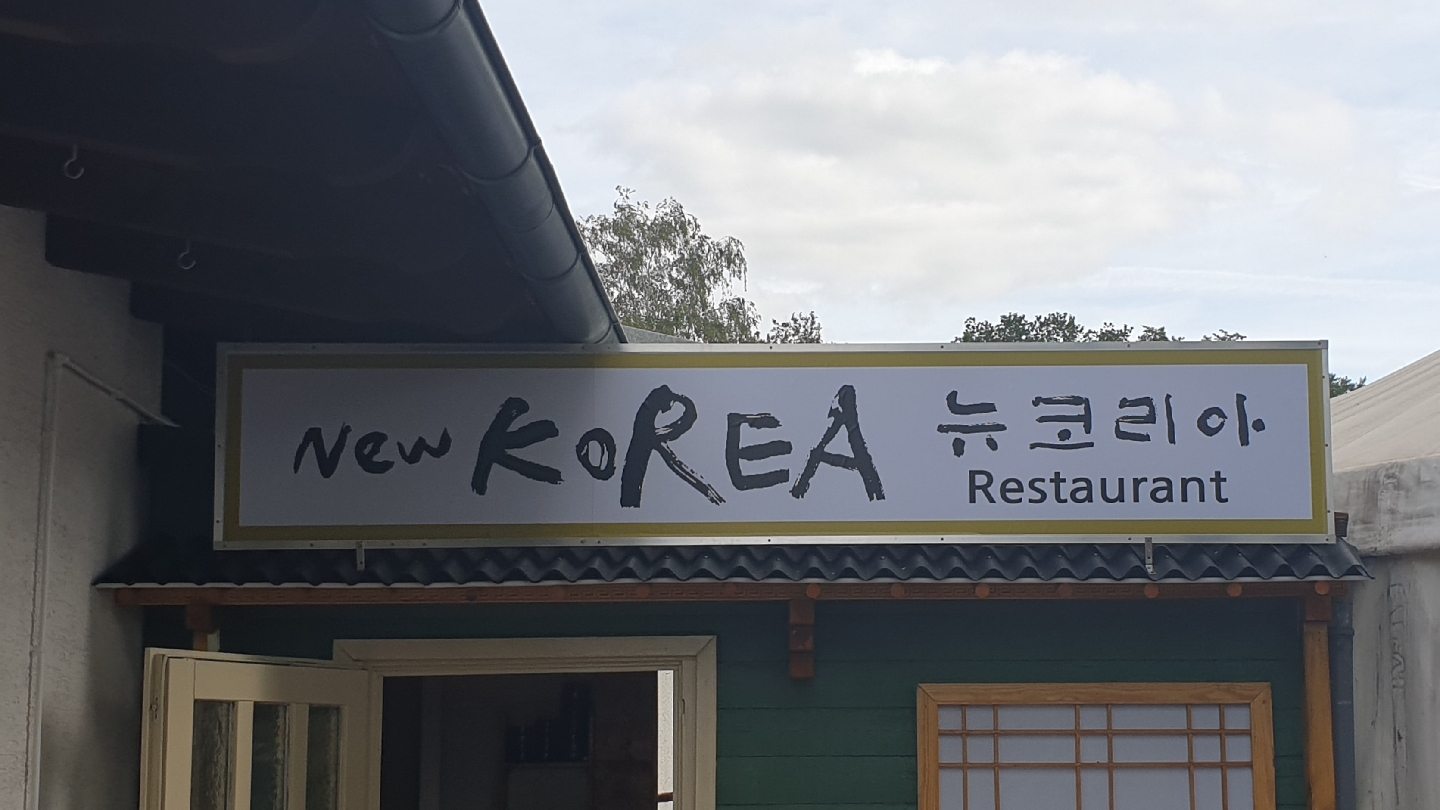 New KoREA 뉴코리아
Restaurant